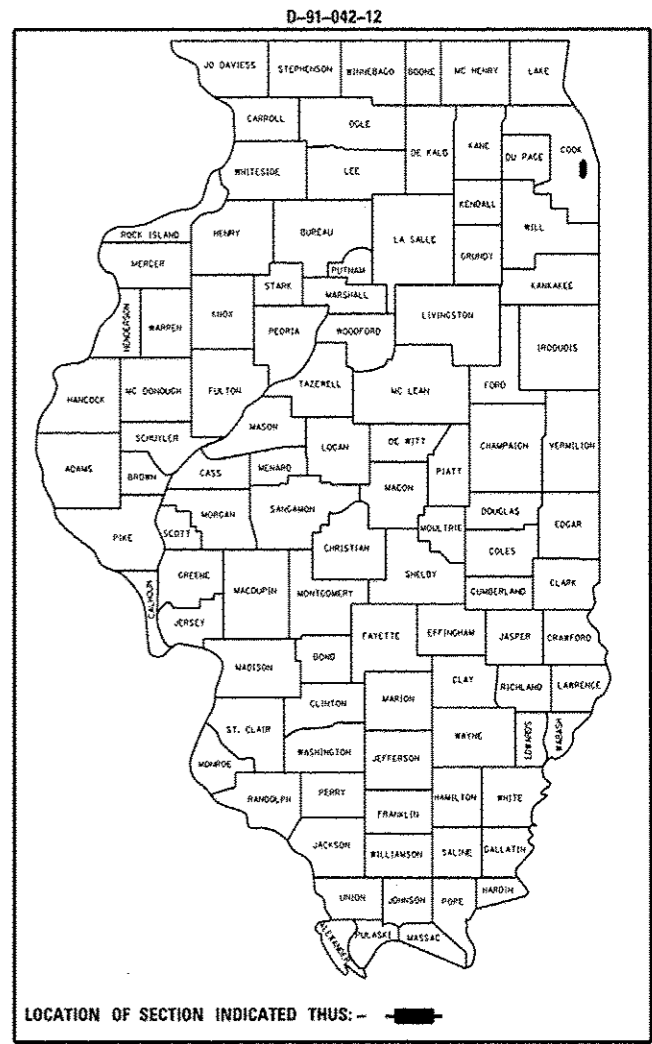 D-91-042-12
JO DAVIESS
STEPHENSON
WINNEBAGO
BOONE
MC HENRY
LAKE
CARROLL
OGLE
DE KALB
KANE
DU PAGE
COOK
WHITESIDE
LEE
KENDALL
WILL
ROCK ISLAND
HENRY
BUREAU
LA SALLE
GRUNDY
MERCER
PUTNAM
KANKAKEE
STARK
MARSHALL
HENDERSON
WARREN
KNOX
PEORIA
WOODFORD
LIVINGSTON
IROQUOIS
HANCOCK
MC DONOUGH
FULTON
TAZEWELL
MC LEAN
FORD
MASON
SCHUYLER
LOGAN
DE WITT
CHAMPAIGN
VERMILION
ADAMS
BROWN
CASS
MENARD
MACON
PIATT
PIKE
SCOTT
MORGAN
SANGAMON
CHRISTIAN
MOULTRIE
DOUGLAS
EDGAR
COLES
CALHOUN
GREENE
MACOUPIN
MONTGOMERY
SHELBY
CUMBERLAND
CLARK
JERSEY
FAYETTE
EFFINGHAM
JASPER
CRAWFORD
MADISON
BOND
CLAY
RICHLAND
LAWRENCE
CLINTON
MARION
ST. CLAIR
WASHINGTON
WAYNE
EDWARDS
WABASH
MONROE
JEFFERSON
RANDOLPH
PERRY
HAMILTON
WHITE
FRANKLIN
JACKSON
WILLIAMSON
SALINE
GALLATIN
UNION
JOHNSON
POPE
HARDIN
ALEXANDER
PULASKI
MASSAC
LOCATION OF SECTION INDICATED THUS: -